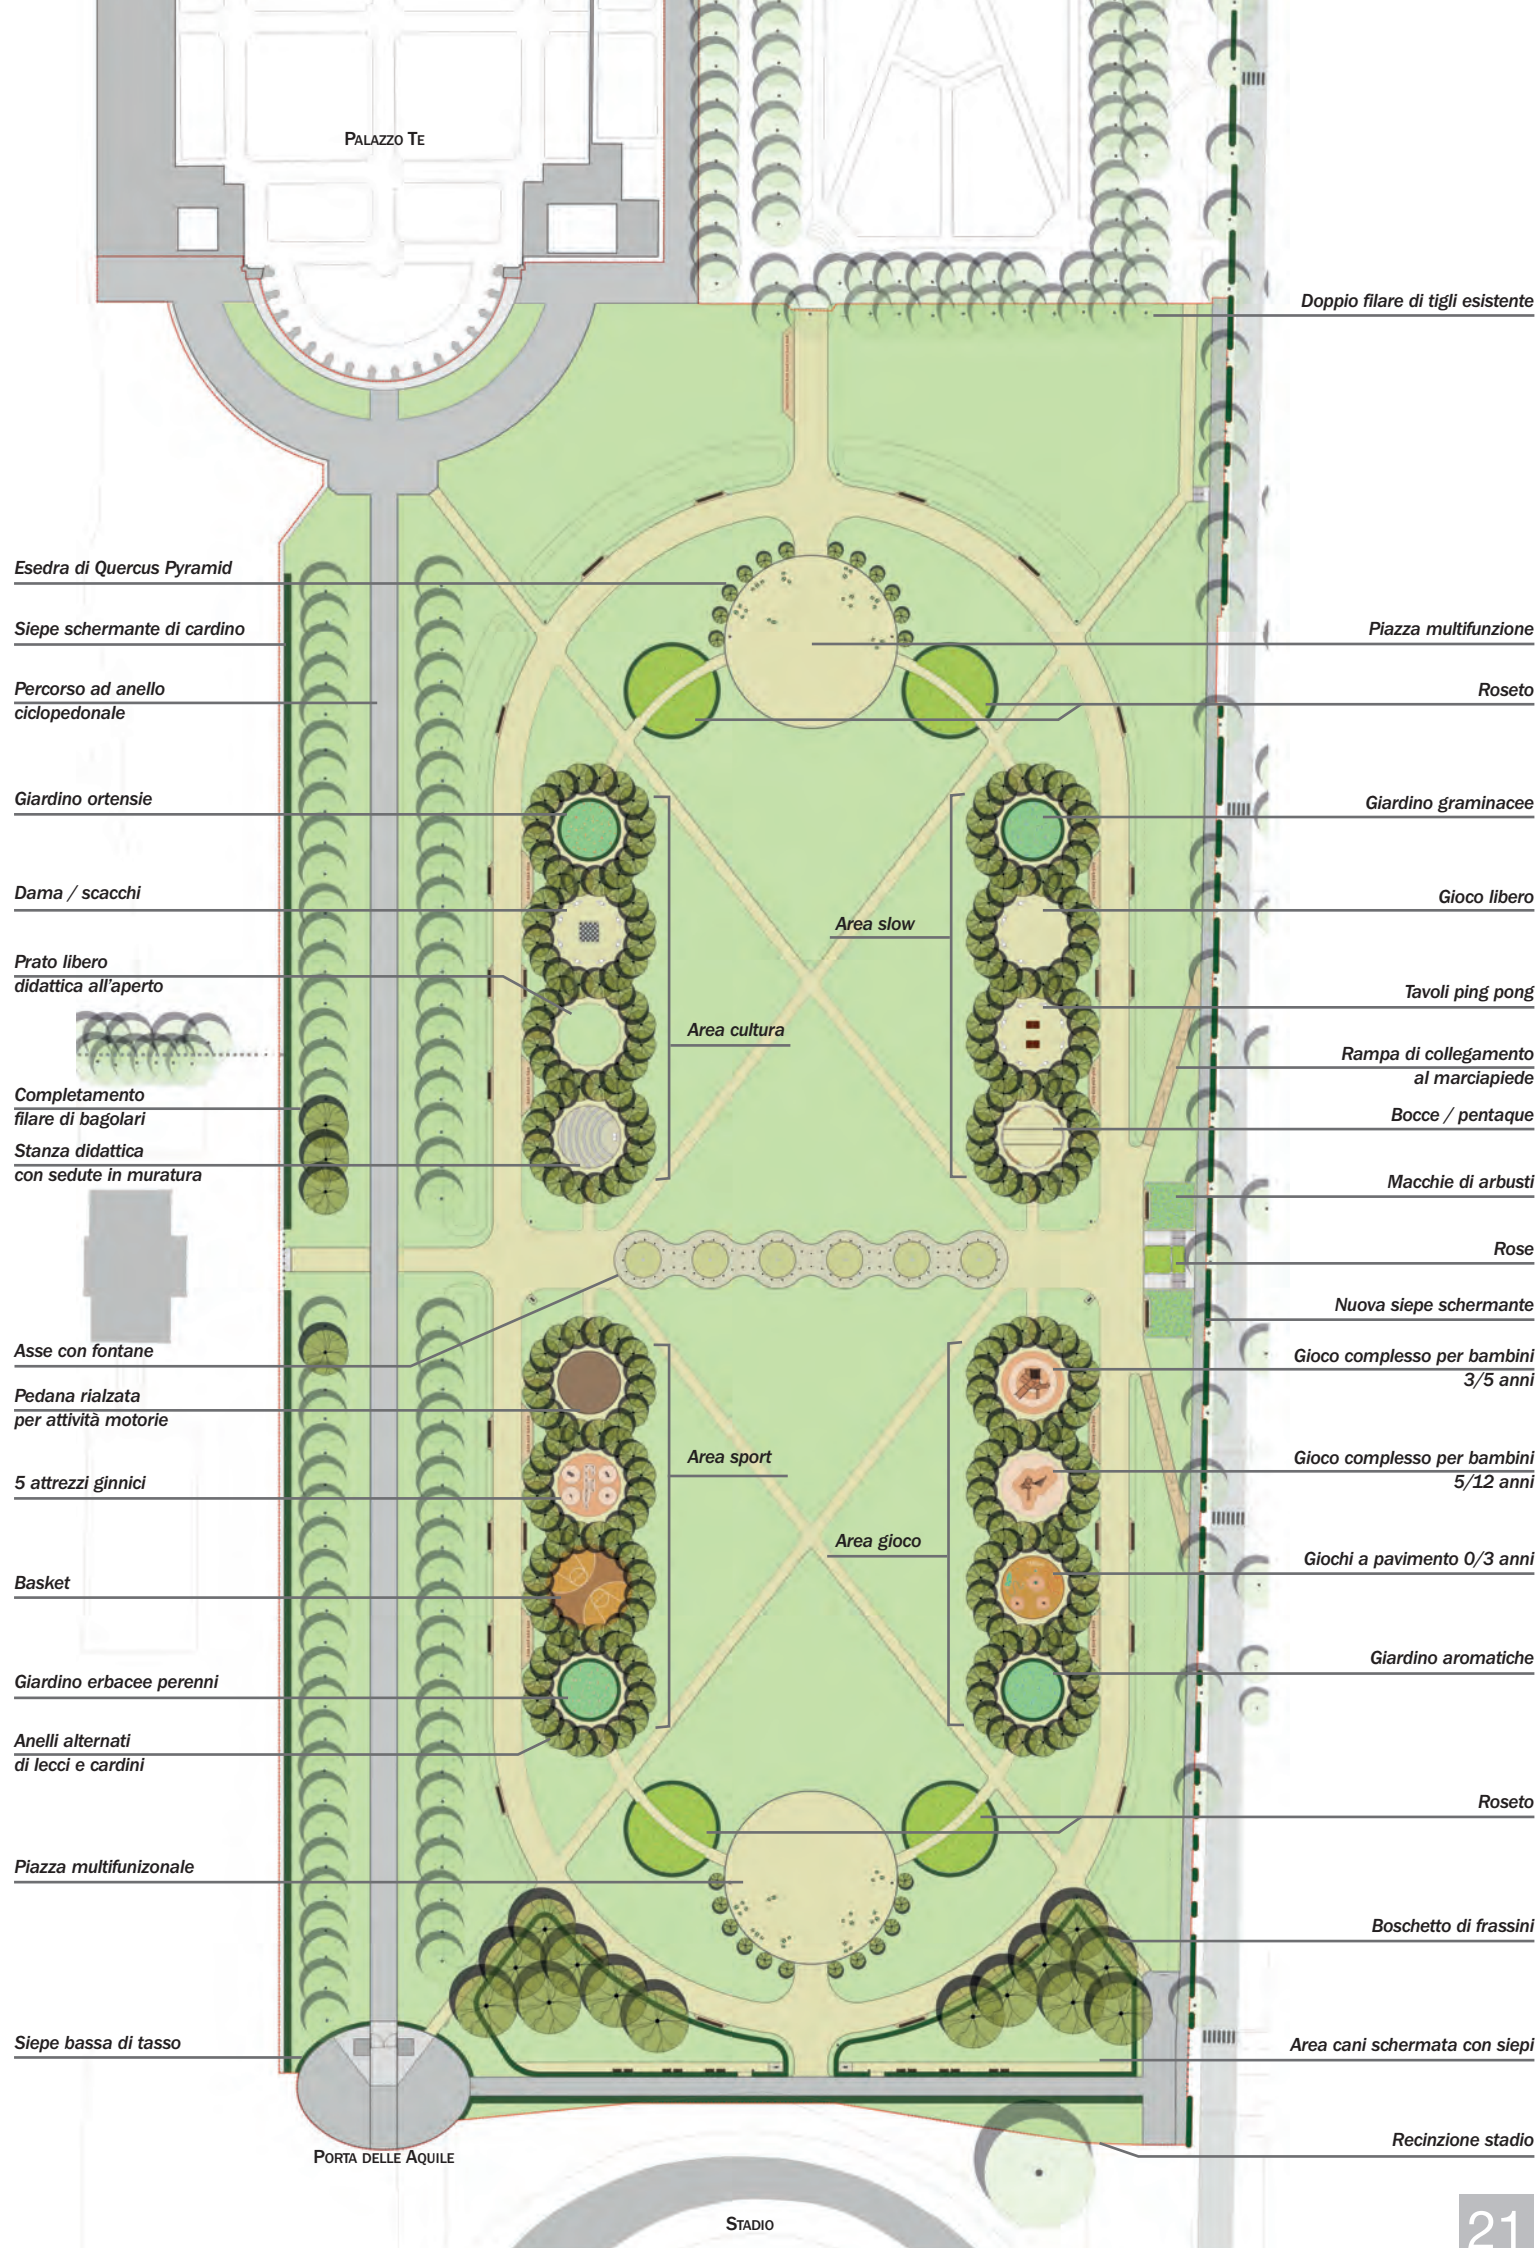 PALAZZO TE
Doppio filare di tigli esistente
Esedra di Quercus Pyramid
Siepe schermante di cardino
Piazza multifunzione
Percorso ad anello
ciclopedonale
Roseto
Giardino ortensie
Giardino graminacee
Dama / scacchi
Gioco libero
Area slow
Prato libero
didattica all'aperto
Tavoli ping pong
Area cultura
Rampa di collegamento
al marciapiede
Completamento
filare di bagolari
Bocce / pentaque
Stanza didattica
con sedute in muratura
Macchie di arbusti
Rose
Nuova siepe schermante
Asse con fontane
Gioco complesso per bambini
3/5 anni
Pedana rialzata
per attività motorie
Area sport
Gioco complesso per bambini
5/12 anni
5 attrezzi ginnici
Area gioco
Giochi a pavimento 0/3 anni
Basket
Giardino erbacee perenni
Giardino aromatiche
Anelli alternati
di lecci e cardini
Roseto
Piazza multifunizonale
Boschetto di frassini
Siepe bassa di tasso
Area cani schermata con siepi
Recinzione stadio
PORTA DELLE AQUILE
STADIO
21